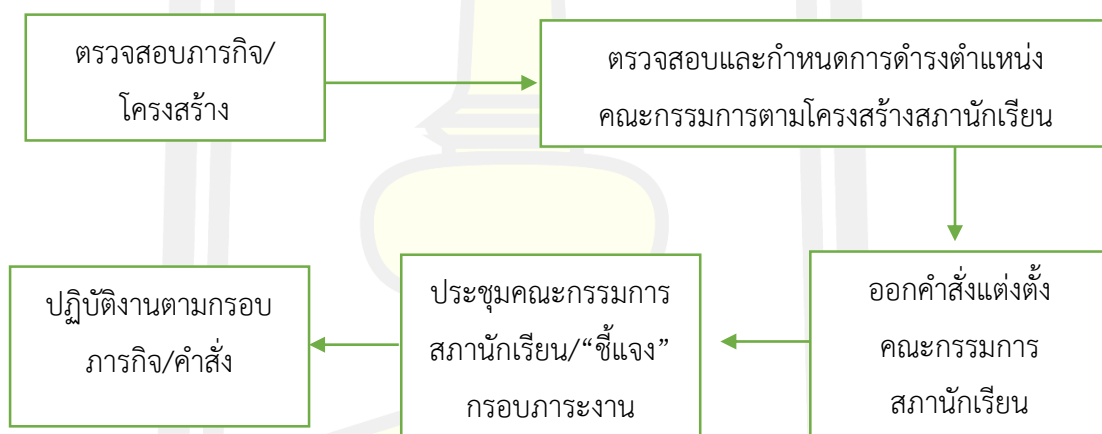 ตรวจสอบภารกิจ/
โครงสร้าง
ตรวจสอบและกำหนดการดำรงตำแหน่ง
คณะกรรมการตามโครงสร้างสภานักเรียน
ออกคำสั่งแต่งตั้ง
คณะกรรมการ
สภานักเรียน
ประชุมคณะกรรมการ
สภานักเรียน/“ชี้แจง”
กรอบภาระงาน
ปฏิบัติงานตามกรอบ
ภารกิจ/คำสั่ง